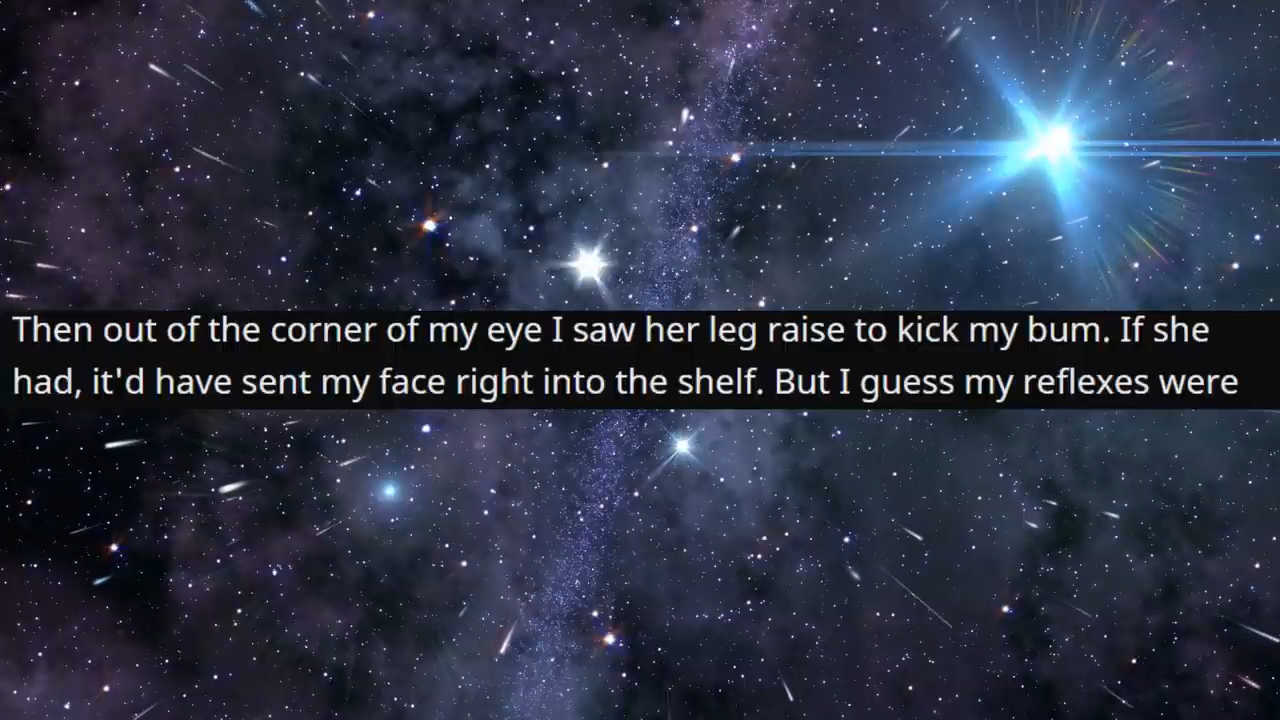 Then out of the corner of my eye I saw her leg raise to kick my bum. If she
had, it'd have sent my face right into the shelf. But I guess my reflexes were